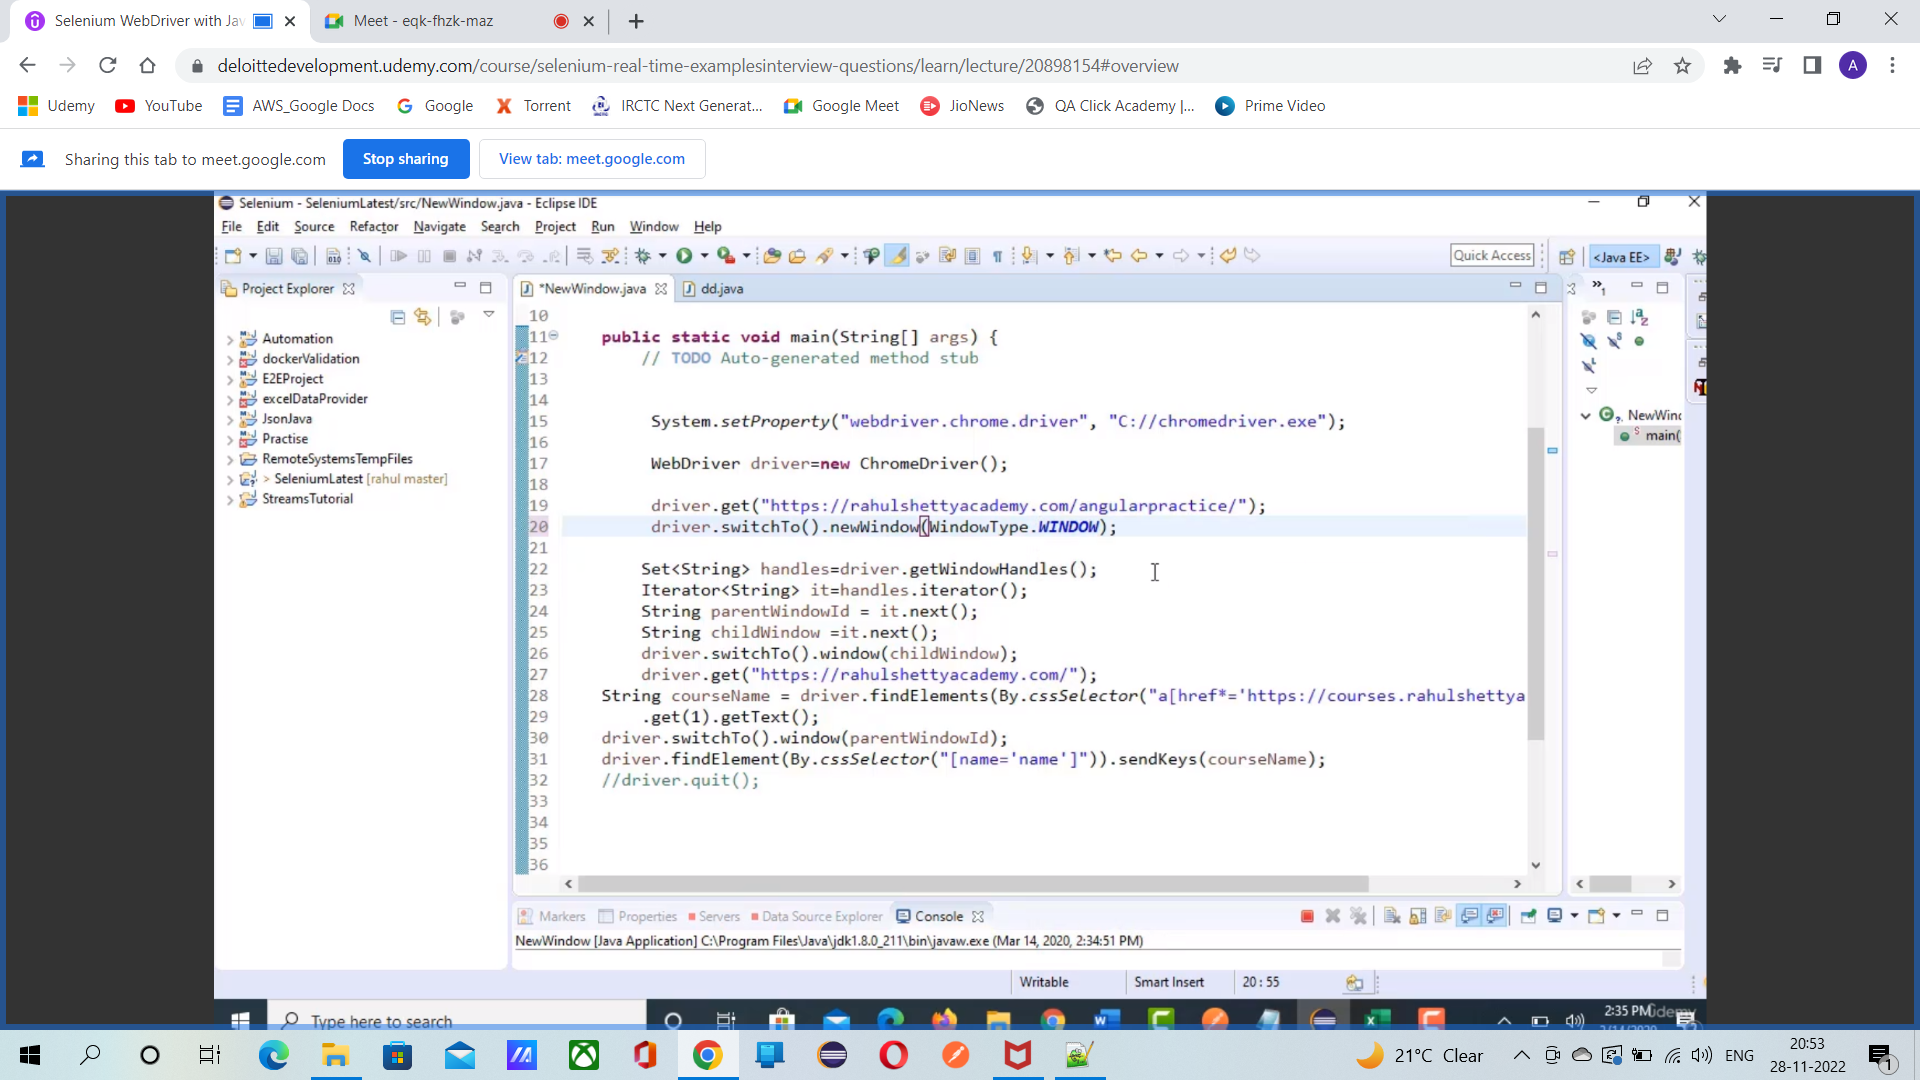 Selenium WebDriver with Jav
Meet - eqk-fhzk-maz
deloittedevelopment.udemy.com/course/selenium-real-time-examplesinterview-questions/learn/lecture/20898154#overview
A
Udemy
YouTube
AWS_Google Docs
Google
Torrent
IRCTC Next Generat...
Google Meet
JioNews
QA Click Academy |...
Prime Video
Sharing this tab to meet.google.com
Stop sharing
View tab: meet.google.com
Selenium - SeleniumLatest/src/NewWindow.java - Eclipse IDE
File Edit Source Refactor Navigate Search Project Run Window Help
Quick Access
<Java EE>
Project Explorer
*NewWindow.java
dd.java
Automation
dockerValidation
E2EProject
excelDataProvider
JsonJava
Practise
RemoteSystemsTempFiles
> SeleniumLatest [rahul master]
StreamsTutorial
10
11 public static void main(String[] args) {
12 // TODO Auto-generated method stub
13
14
15 System.setProperty("webdriver.chrome.driver", "C://chromedriver.exe");
16
17 WebDriver driver=new ChromeDriver();
18
19 driver.get("https://rahulshettyacademy.com/angularpractice/");
20 driver.switchTo().newWindow(WindowType.WINDOW);
21
22 Set<String> handles=driver.getWindowHandles();
23 Iterator<String> it=handles.iterator();
24 String parentWindowId = it.next();
25 String childWindow =it.next();
26 driver.switchTo().window(childWindow);
27 driver.get("https://rahulshettyacademy.com/");
28 String courseName = driver.findElements(By.cssSelector("a[href*='https://courses.rahulshettya
29 .get(1).getText();
30 driver.switchTo().window(parentWindowId);
31 driver.findElement(By.cssSelector("[name='name']")).sendKeys(courseName);
32 //driver.quit();
33
34
35
36
NewWind
main(
Markers
Properties
Servers
Data Source Explorer
Console
NewWindow [Java Application] C:\Program Files\Java\jdk1.8.0_211\bin\javaw.exe (Mar 14, 2020, 2:34:51 PM)
Writable
Smart Insert
20 : 55
Type here to search
2:35 PM
Udemy
21°C Clear
ENG
20:53
28-11-2022
1